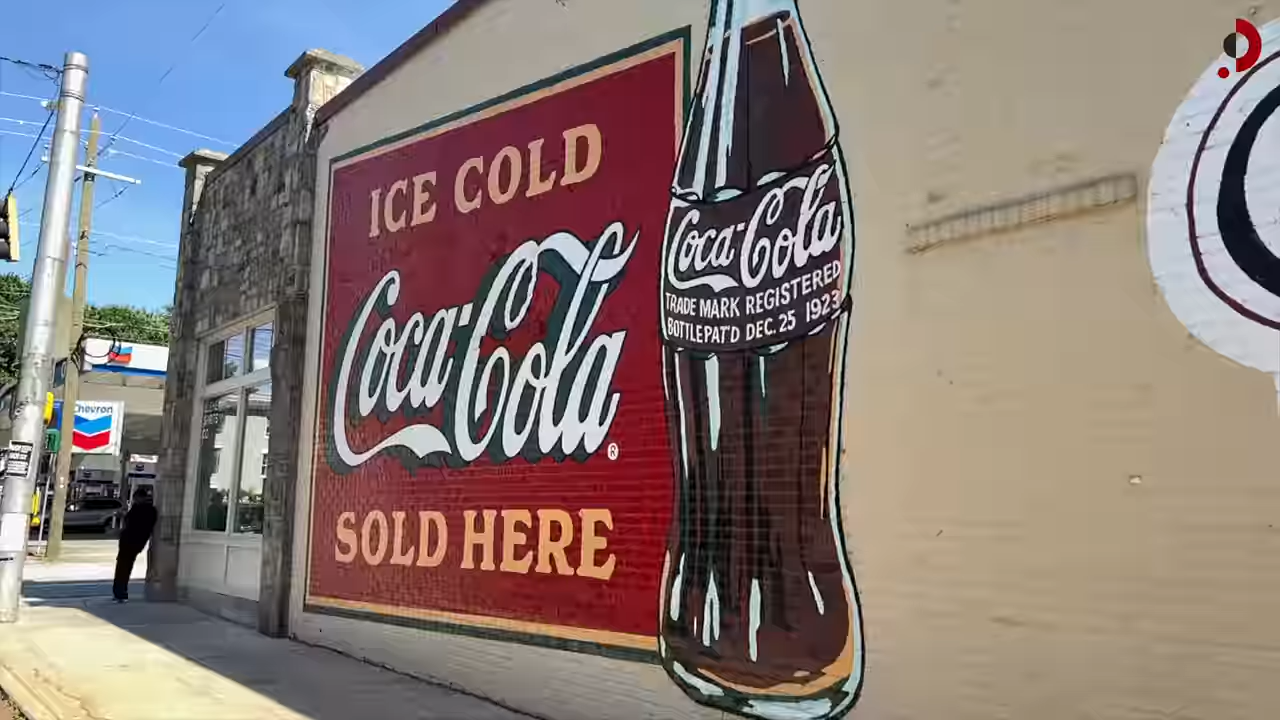 ICE COLD
Coca-Cola
®
SOLD HERE
Coca-Cola
TRADE MARK REGISTERED
BOTTLE PAT'D DEC. 25 1923
Chevron